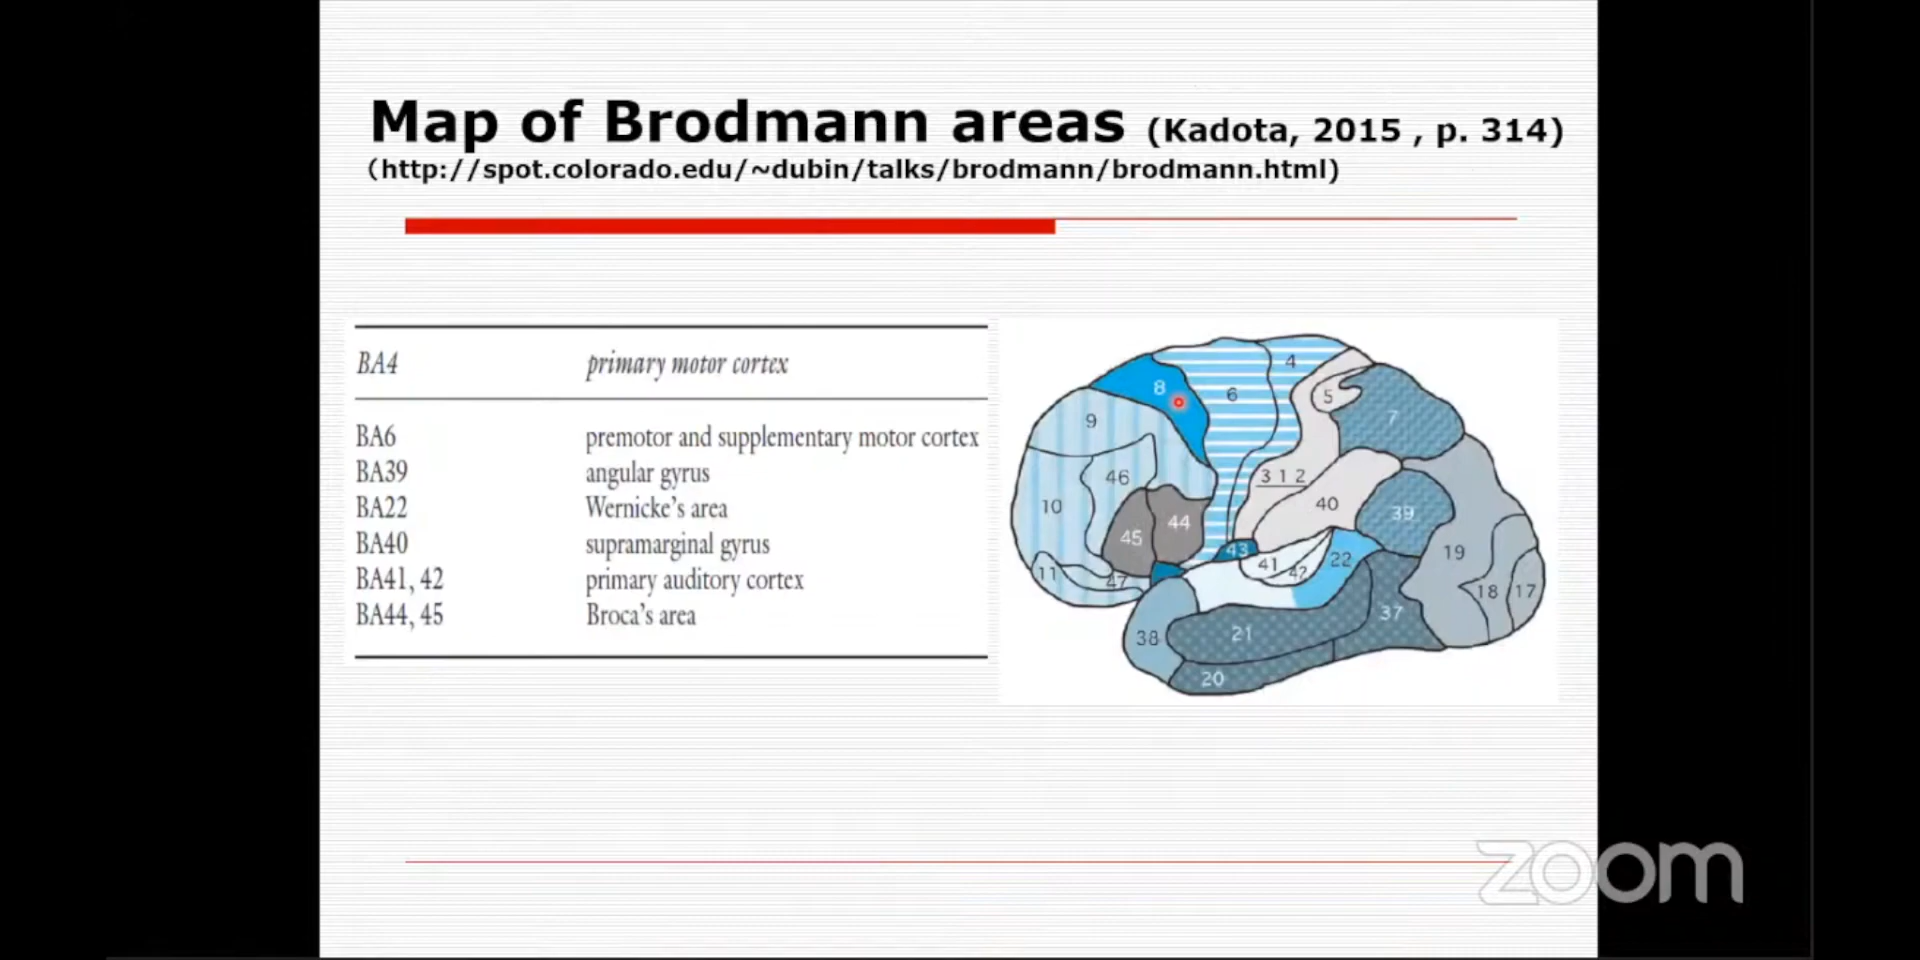 Map of Brodmann areas (Kadota, 2015 , p. 314)
(http://spot.colorado.edu/~dubin/talks/brodmann/brodmann.html)
BA4 primary motor cortex
BA6 premotor and supplementary motor cortex
BA39 angular gyrus
BA22 Wernicke's area
BA40 supramarginal gyrus
BA41, 42 primary auditory cortex
BA44, 45 Broca's area
4
8
6
5
9
7
46
3 1 2
10
40
44
39
45
43
41
42
22
19
11
47
18
17
37
38
21
20
zoom